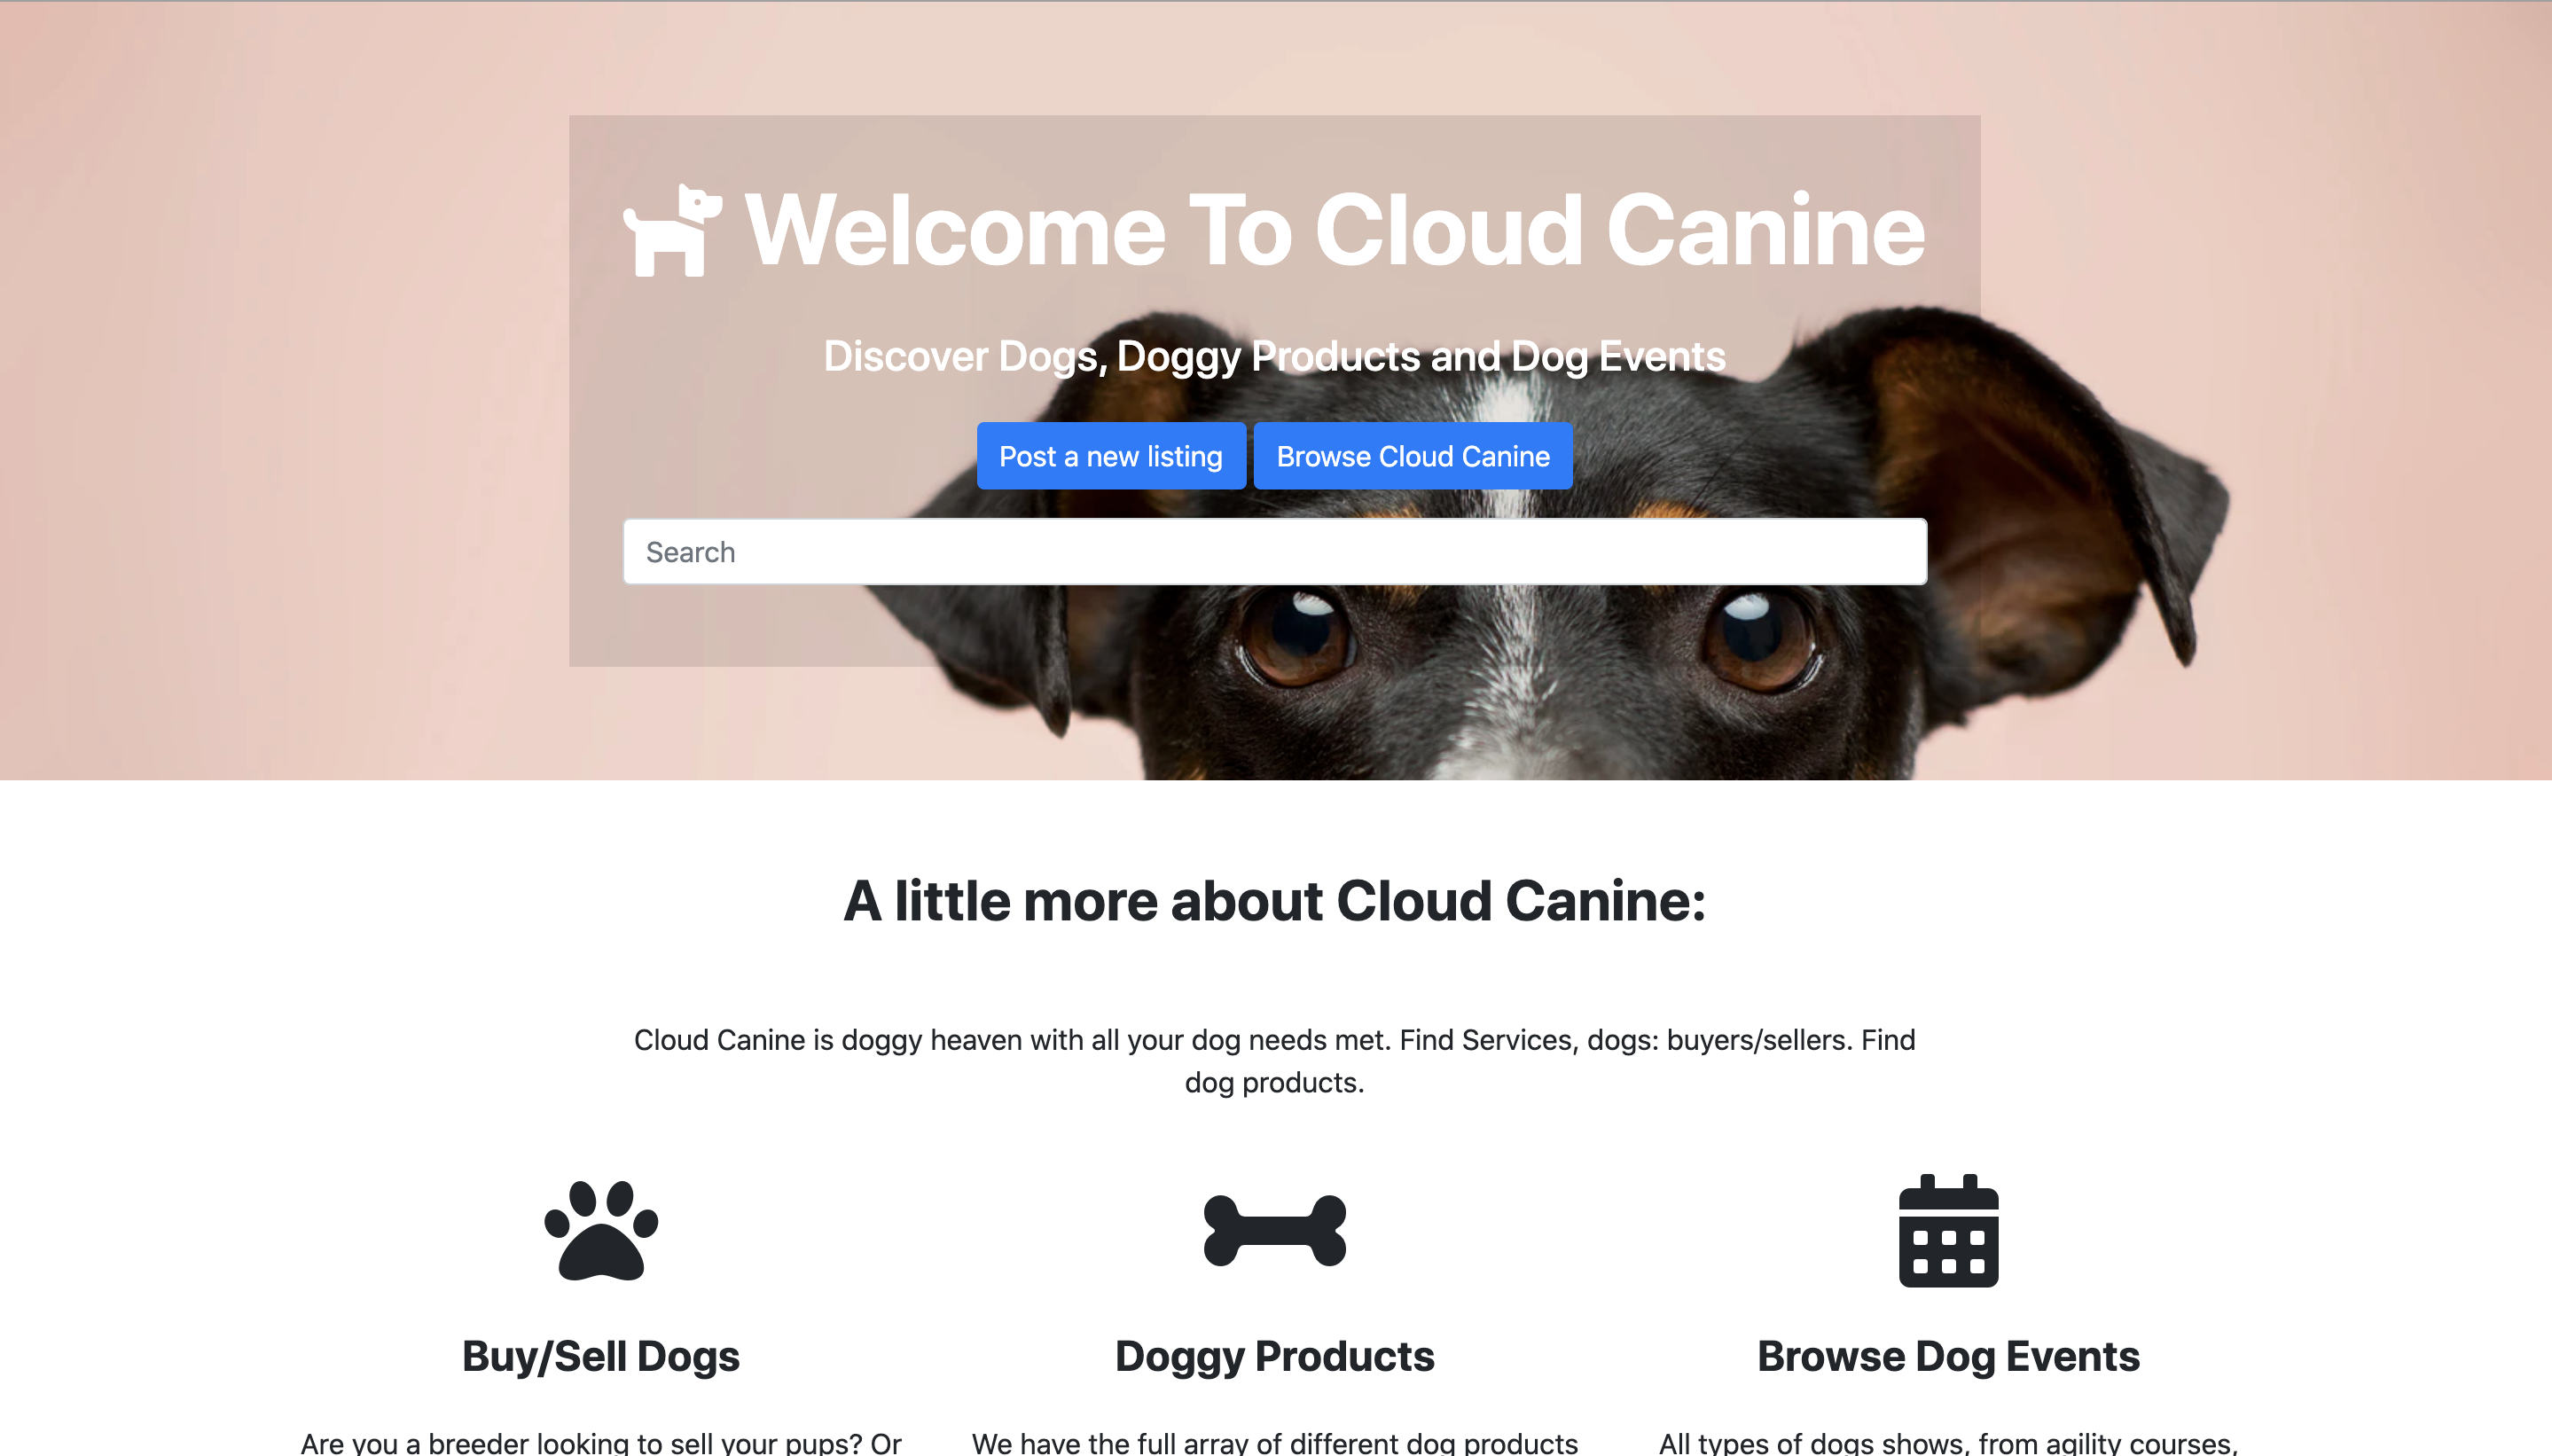 Welcome To Cloud Canine
Discover Dogs, Doggy Products and Dog Events
Post a new listing
Browse Cloud Canine
Search
A little more about Cloud Canine:
Cloud Canine is doggy heaven with all your dog needs met. Find Services, dogs: buyers/sellers. Find
dog products.
Buy/Sell Dogs
Doggy Products
Browse Dog Events
Are you a breeder looking to sell your pups? Or
We have the full array of different dog products
All types of dogs shows, from agility courses,